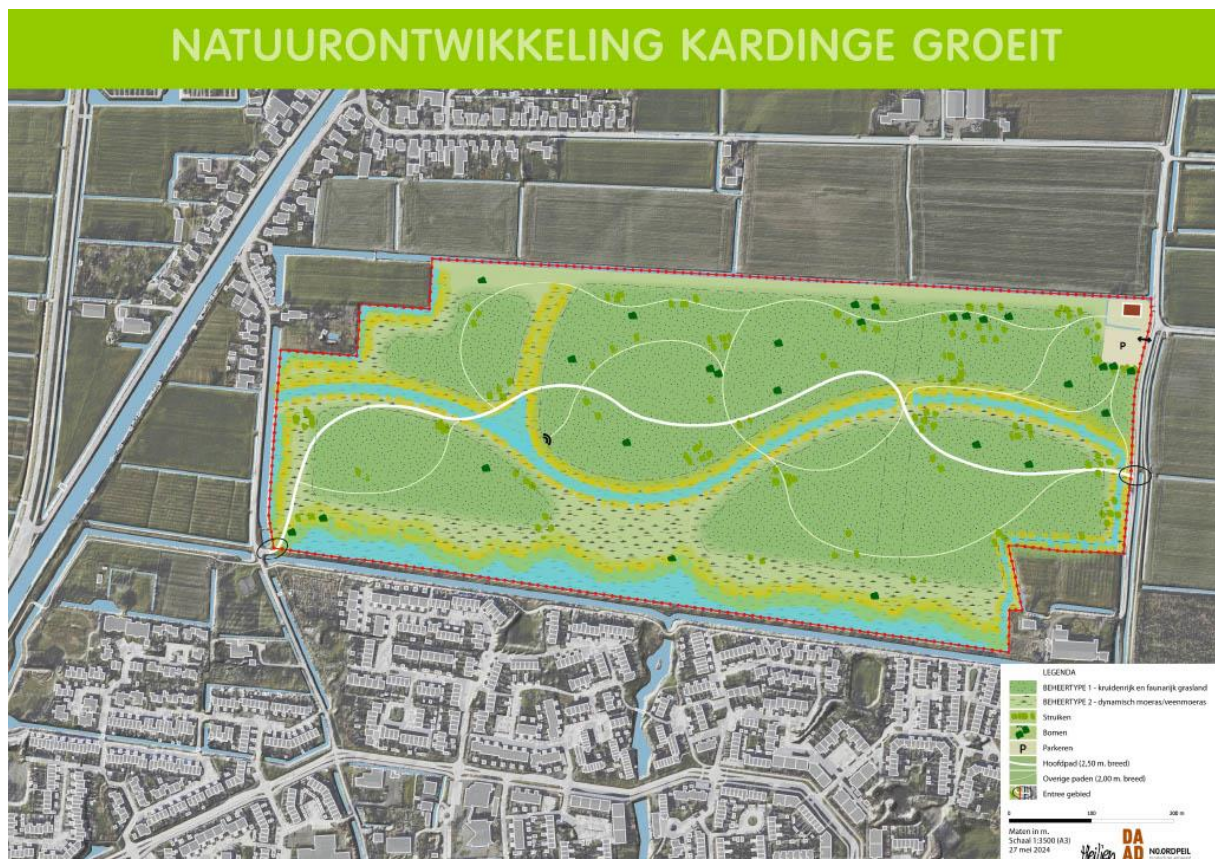 NATUURONTWIKKELING KARDINGE GROEIT
P
LEGENDA
BEHEERTYPE 1 - kruidenrijk en faunarijk grasland
BEHEERTYPE 2 - dynamisch moeras/veenmoeras
Struiken
Bomen
P Parkeren
Hoofdpad (2,50 m. breed)
Overige paden (2,00 m. breed)
Entree gebied
0 100 200 m
Maten in m.
Schaal 1:3500 (A3)
27 mei 2024
DA
AD
NO.ORDPEIL